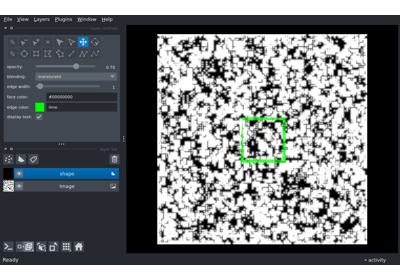 File View Layers Plugins Window Help
opacity: 0.70
blending: translucent
edge width: 1
face color: #00000000
edge color: lime
display text:
shape
Image
Ready
activity